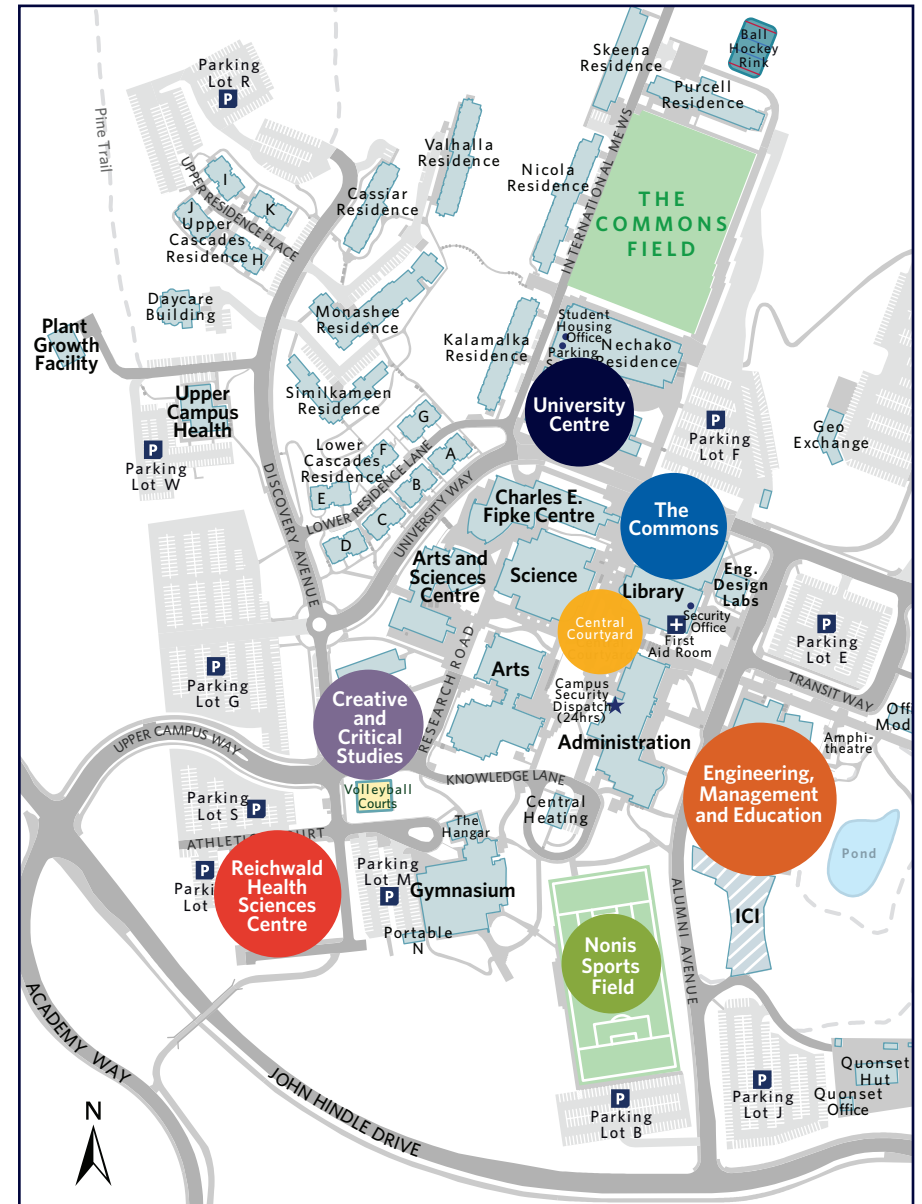 Skeena
Residence
Ball
Hockey
Rink
Parking
Lot R
P
Purcell
Residence
Pine Trail
Valhalla
Residence
INTERNATIONAL MEWS
Nicola
Residence
UPPER RESIDENCE PLACE
I
K
J
H
Upper
Cascades
Residence
Cassiar
Residence
THE
COMMONS
FIELD
Daycare
Building
Monashee
Residence
Student
Housing
Office
Parking
Nechako
Residence
Kalamalka
Residence
Plant
Growth
Facility
Upper
Campus
Health
Similkameen
Residence
University
Centre
P
Parking
Lot F
Geo
Exchange
P
Parking
Lot W
Lower
Cascades
Residence
G
F
A
E
B
C
D
LOWER RESIDENCE LANE
UNIVERSITY WAY
DISCOVERY AVENUE
Charles E.
Fipke Centre
The
Commons
Arts and
Sciences
Centre
Science
Library
Eng.
Design
Labs
Security
Office
First
Aid Room
Central
Courtyard
P
Parking
Lot E
P
Parking
Lot G
RESEARCH ROAD
Arts
Campus
Security
Dispatch
(24hrs)
Administration
TRANSIT WAY
Off
Mod
Amphi-
theatre
Creative
and
Critical
Studies
UPPER CAMPUS WAY
KNOWLEDGE LANE
Engineering,
Management
and Education
Volleyball
Courts
Parking
Lot S
P
ATHLETIC
COURT
The
Hangar
Central
Heating
Pond
P
Lot
Reichwald
Health
Sciences
Centre
Parking
Lot M
P
Gymnasium
Portable
N
ALUMNI AVENUE
ICI
Nonis
Sports
Field
ACADEMY WAY
JOHN HINDLE DRIVE
P
Parking
Lot B
P
Parking
Lot J
Quonset
Hut
Quonset
Office
N